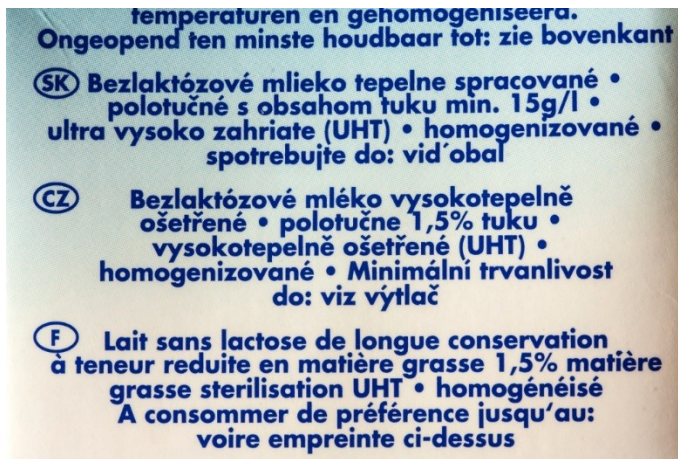 temperaturen en gehomogeniseerd.
Ongeopend ten minste houdbaar tot: zie bovenkant
SK Bezlaktózové mlieko tepelne spracované •
polotučné s obsahom tuku min. 15g/l •
ultra vysoko zahriate (UHT) • homogenizované •
spotrebujte do: vid´obal
CZ Bezlaktózové mléko vysokotepelně
ošetřené • polotučne 1,5% tuku •
vysokotepelně ošetřené (UHT) •
homogenizované • Minimální trvanlivost
do: viz výtlač
F Lait sans lactose de longue conservation
à teneur reduite en matière grasse 1,5% matière
grasse sterilisation UHT • homogénéisé
A consommer de préférence jusqu‘au:
voire empreinte ci-dessus